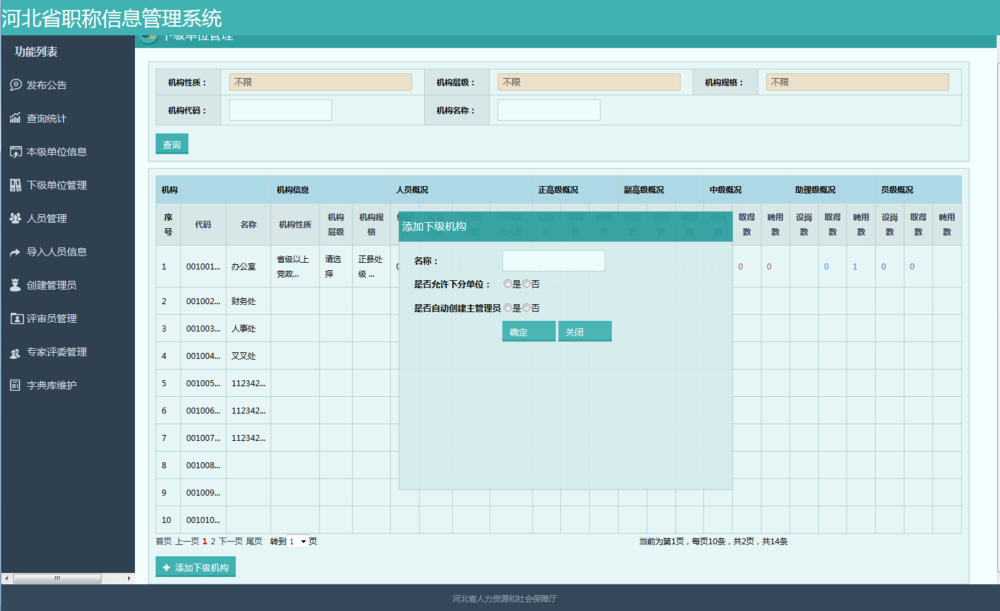 河北省职称信息管理系统
下级单位管理
功能列表
发布公告
查询统计
本级单位信息
下级单位管理
人员管理
导入人员信息
创建管理员
评审员管理
专家评委管理
字典库维护
机构性质： 不限 机构层级： 不限 机构规格： 不限
机构代码： 机构名称：
查询
机构 机构信息 人员概况 正高级概况 副高级概况 中级概况 助理级概况 员级概况
序号 代码 名称 机构性质 机构层级 机构规格 取得数 聘用数 设岗数 取得数 聘用数 设岗数 取得数 聘用数
1 001001... 办公室 省级以上党政... 请选择 正县处级 ... 0 0 0 1 0 0
2 001002... 财务处
3 001003... 人事处
4 001004... 叉叉处
5 001005... 112342...
6 001006... 112342...
7 001007... 112342...
8 001008...
9 001009...
10 001010...
添加下级机构
名称：
是否允许下分单位： 是 否
是否自动创建主管理员 是 否
确定 关闭
首页 上一页 1 2 下一页 尾页 转到 1 页 当前为第1页，每页10条，共2页，共14条
添加下级机构
河北省人力资源和社会保障厅